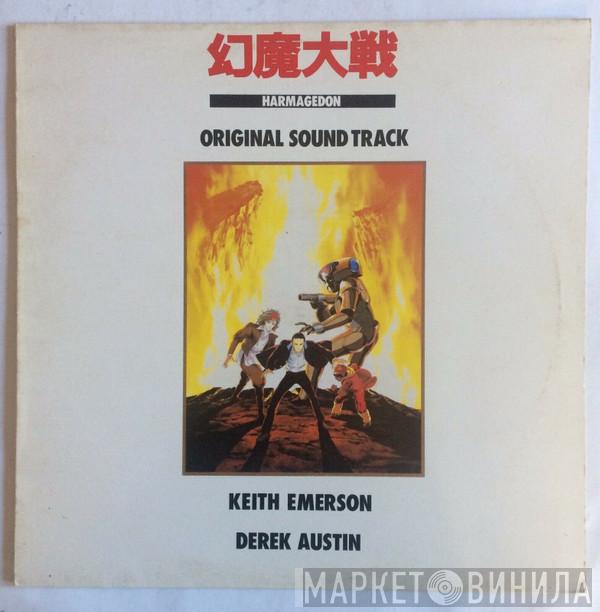 幻魔大戦
HARMAGEDON
ORIGINAL SOUND TRACK
KEITH EMERSON
DEREK AUSTIN
МАРКЕТ ВИНИЛА